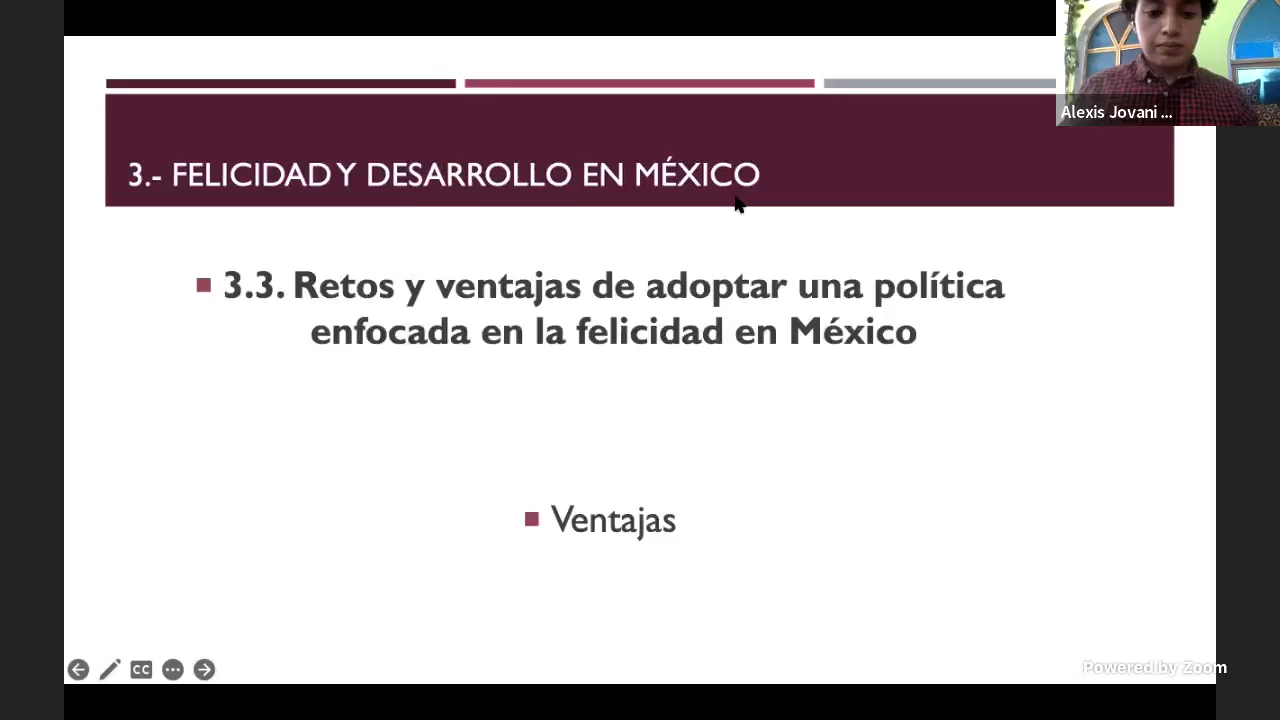 Alexis Jovani ...
3.- FELICIDAD Y DESARROLLO EN MÉXICO
3.3. Retos y ventajas de adoptar una política
enfocada en la felicidad en México
Ventajas
CC
Powered by Zoom